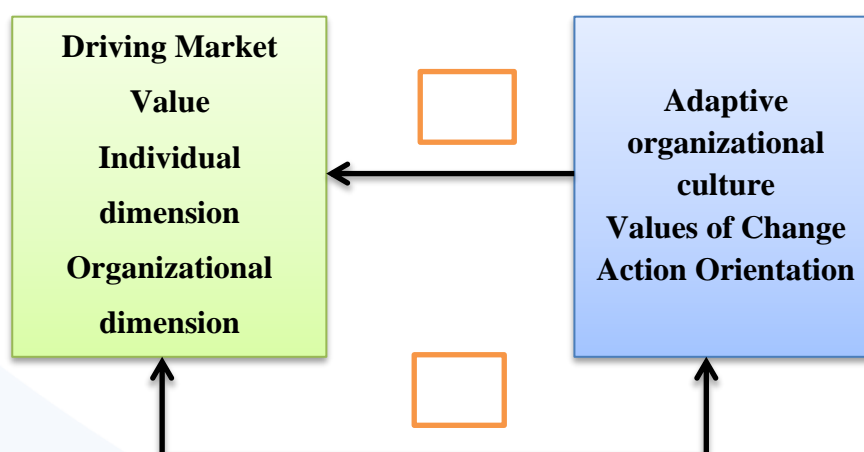 Driving Market
Value
Individual
dimension
Organizational
dimension
Adaptive
organizational
culture
Values of Change
Action Orientation